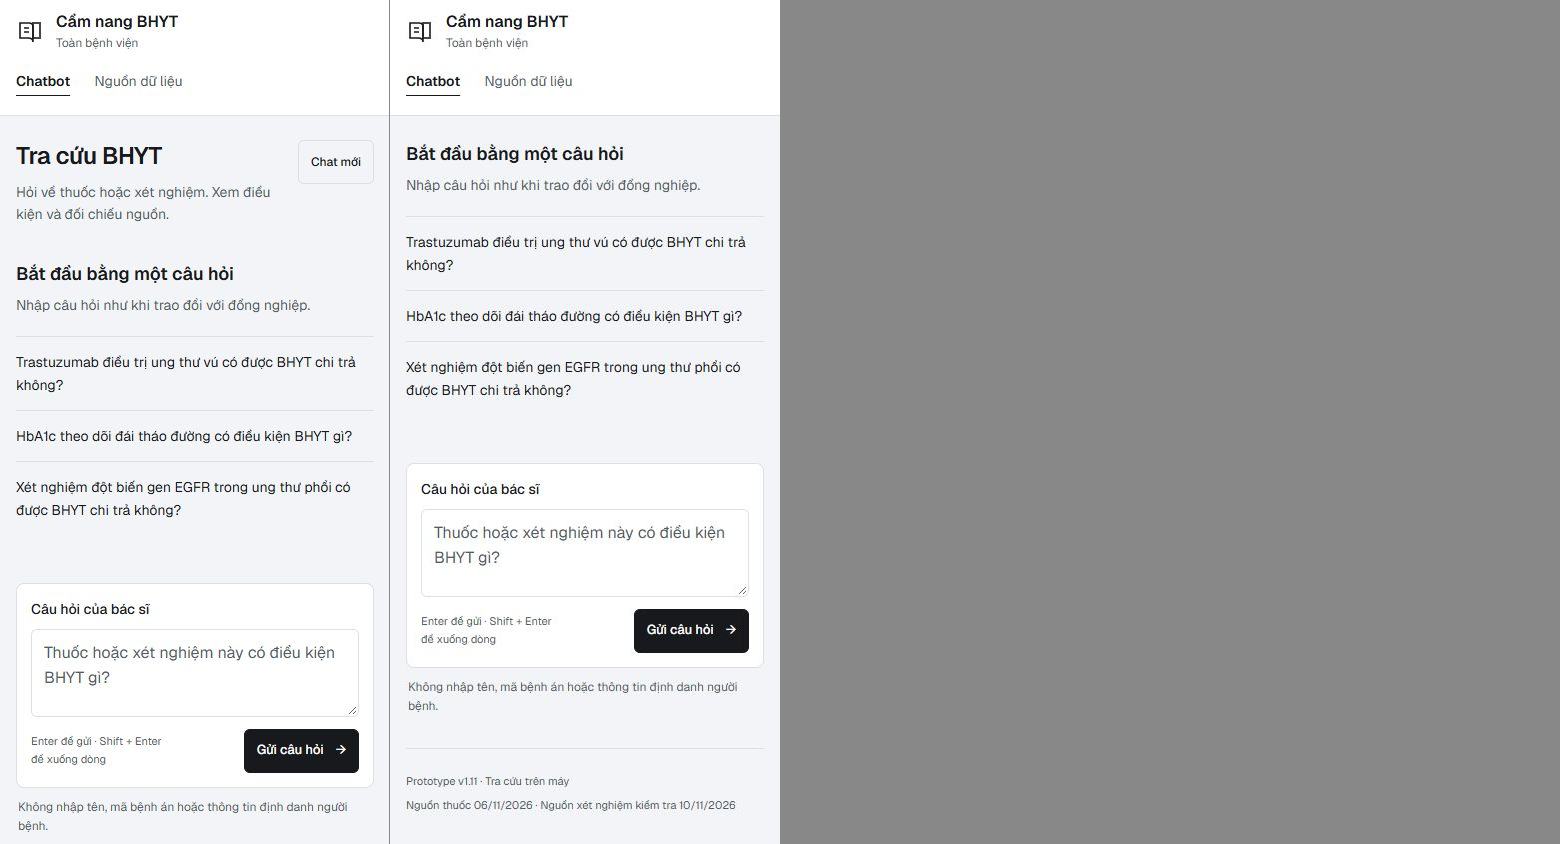 Cẩm nang BHYT
Toàn bệnh viện
Chatbot
Nguồn dữ liệu
Tra cứu BHYT
Chat mới
Hỏi về thuốc hoặc xét nghiệm. Xem điều
kiện và đối chiếu nguồn.
Bắt đầu bằng một câu hỏi
Nhập câu hỏi như khi trao đổi với đồng nghiệp.
Trastuzumab điều trị ung thư vú có được BHYT chi trả
không?
HbA1c theo dõi đái tháo đường có điều kiện BHYT gì?
Xét nghiệm đột biến gen EGFR trong ung thư phổi có
được BHYT chi trả không?
Câu hỏi của bác sĩ
Thuốc hoặc xét nghiệm này có điều kiện
BHYT gì?
Enter để gửi · Shift + Enter
để xuống dòng
Gửi câu hỏi →
Không nhập tên, mã bệnh án hoặc thông tin định danh người
bệnh.
Cẩm nang BHYT
Toàn bệnh viện
Chatbot
Nguồn dữ liệu
Bắt đầu bằng một câu hỏi
Nhập câu hỏi như khi trao đổi với đồng nghiệp.
Trastuzumab điều trị ung thư vú có được BHYT chi trả
không?
HbA1c theo dõi đái tháo đường có điều kiện BHYT gì?
Xét nghiệm đột biến gen EGFR trong ung thư phổi có
được BHYT chi trả không?
Câu hỏi của bác sĩ
Thuốc hoặc xét nghiệm này có điều kiện
BHYT gì?
Enter để gửi · Shift + Enter
để xuống dòng
Gửi câu hỏi →
Không nhập tên, mã bệnh án hoặc thông tin định danh người
bệnh.
Prototype v1.11 · Tra cứu trên máy
Nguồn thuốc 06/11/2026 · Nguồn xét nghiệm kiểm tra 10/11/2026